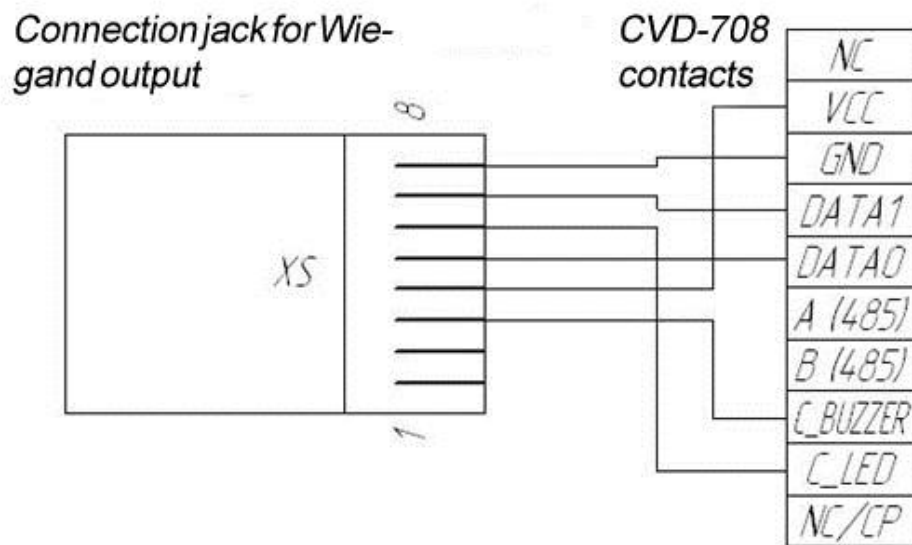 Connection jack for Wie-
gand output
CVD-708
contacts
8
XS
1
NC
VCC
GND
DATA1
DATA0
A (485)
B (485)
C_BUZZER
C_LED
NC/CP